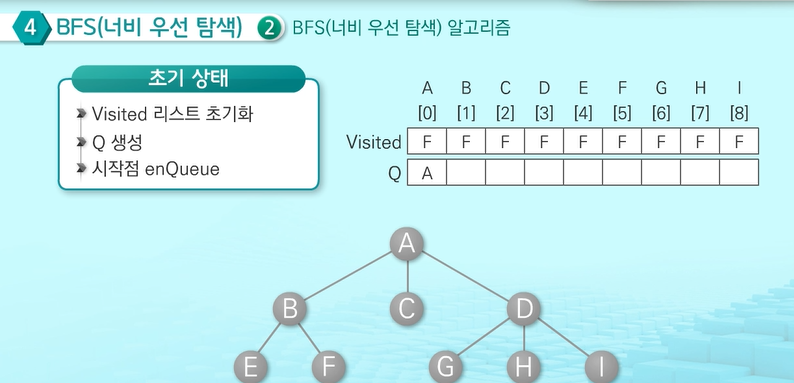 4 BFS(너비 우선 탐색) 2 BFS(너비 우선 탐색) 알고리즘
초기 상태
Visited 리스트 초기화
Q 생성
시작점 enQueue
A B C D E F G H I
[0] [1] [2] [3] [4] [5] [6] [7] [8]
Visited F F F F F F F F F
Q A
A
B C D
E F G H I